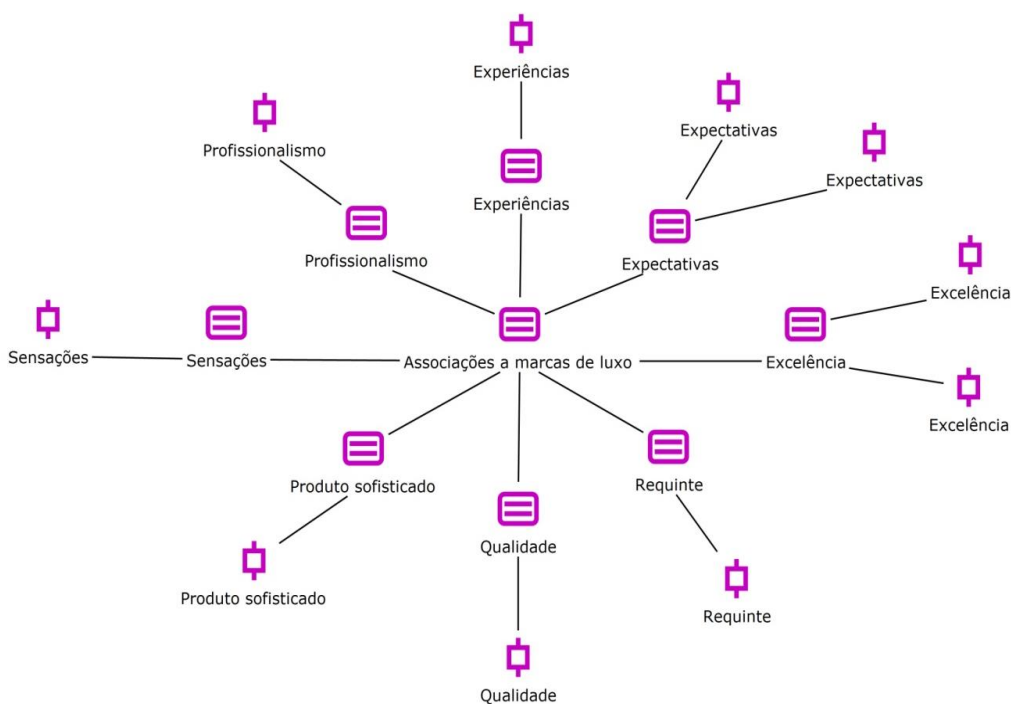 Experiências
Expectativas
Profissionalismo
Expectativas
Experiências
Profissionalismo
Expectativas
Excelência
Sensações
Sensações
Associações a marcas de luxo
Excelência
Excelência
Produto sofisticado
Requinte
Qualidade
Produto sofisticado
Requinte
Qualidade